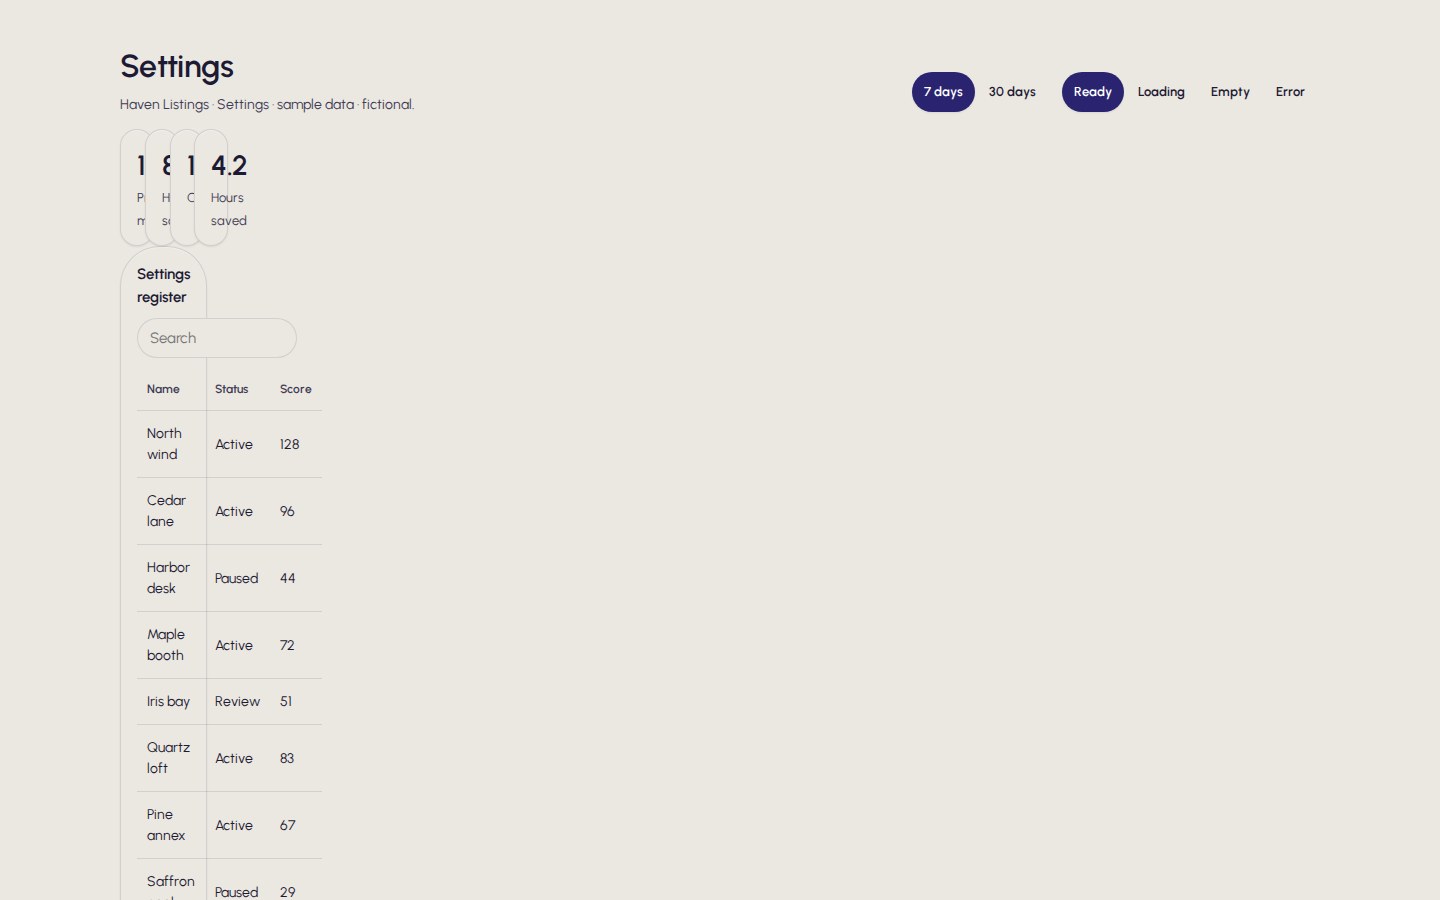 Settings
Haven Listings · Settings · sample data · fictional.
7 days
30 days
Ready
Loading
Empty
Error
4.2
Hours
saved
Settings
register
Search
Name Status Score
North
wind
Active 128
Cedar
lane
Active 96
Harbor
desk
Paused 44
Maple
booth
Active 72
Iris bay Review 51
Quartz
loft
Active 83
Pine
annex
Active 67
Saffron
Paused 29